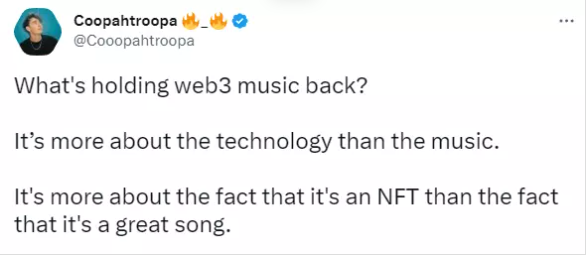 Coopahtroopa 🔥_🔥
@Cooopahtroopa
What's holding web3 music back?
It’s more about the technology than the music.
It's more about the fact that it's an NFT than the fact
that it's a great song.